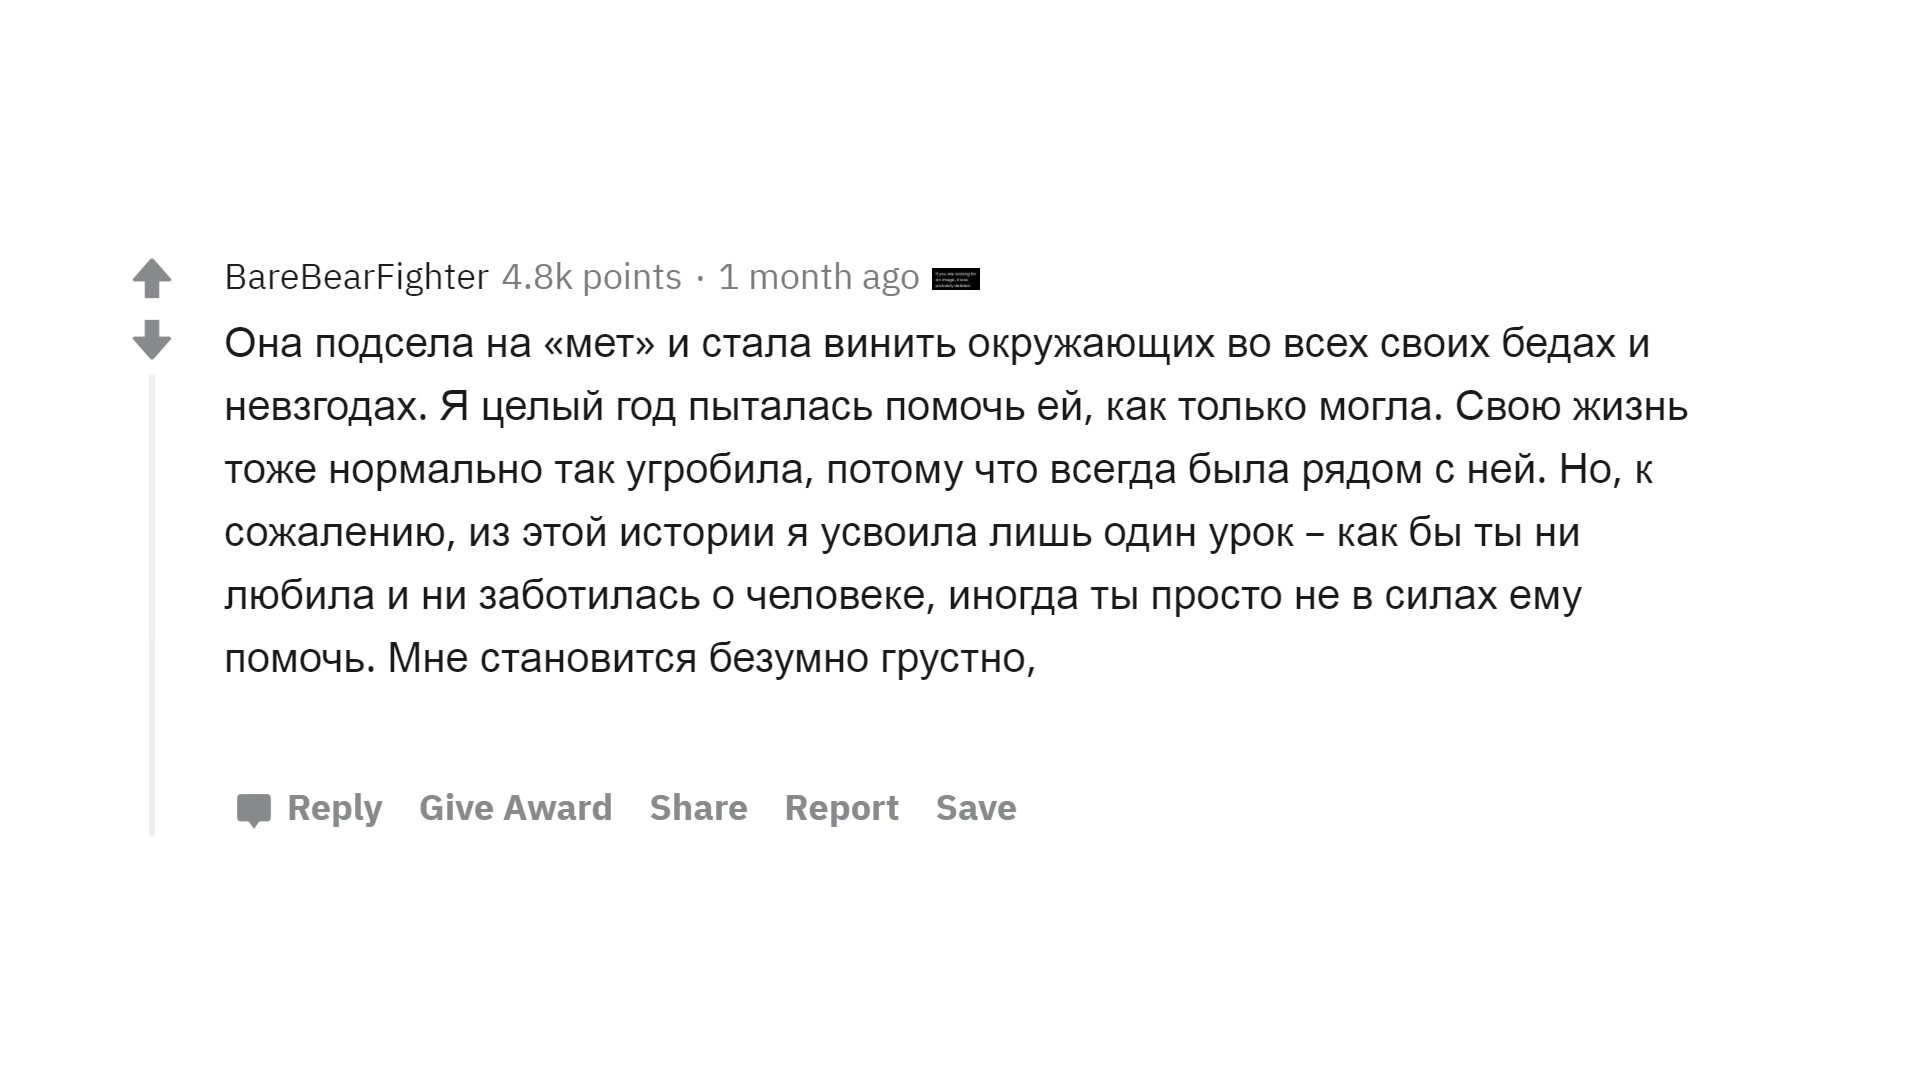 BareBearFighter 4.8k points · 1 month ago
Она подсела на «мет» и стала винить окружающих во всех своих бедах и
невзгодах. Я целый год пыталась помочь ей, как только могла. Свою жизнь
тоже нормально так угробила, потому что всегда была рядом с ней. Но, к
сожалению, из этой истории я усвоила лишь один урок – как бы ты ни
любила и ни заботилась о человеке, иногда ты просто не в силах ему
помочь. Мне становится безумно грустно,
Reply Give Award Share Report Save